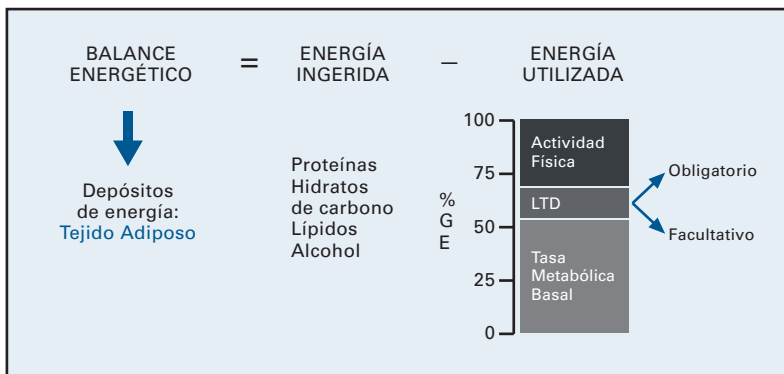 BALANCE
ENERGÉTICO
=
ENERGÍA
INGERIDA
–
ENERGÍA
UTILIZADA
Depósitos
de energía:
Tejido Adiposo
Proteínas
Hidratos
de carbono
Lípidos
Alcohol
%
G
E
100
75
50
25
0
Actividad
Física
LTD
Tasa
Metabólica
Basal
Obligatorio
Facultativo